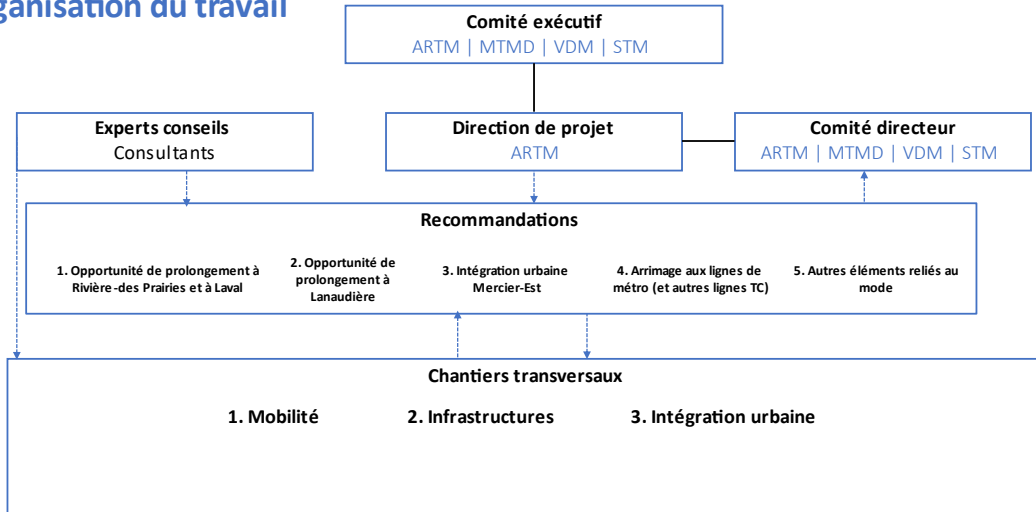 ganisation du travail
Comité exécutif
ARTM | MTMD | VDM | STM
Experts conseils
Consultants
Direction de projet
ARTM
Comité directeur
ARTM | MTMD | VDM | STM
Recommandations
1. Opportunité de prolongement à
Rivière-des Prairies et à Laval
2. Opportunité de
prolongement à
Lanaudière
3. Intégration urbaine
Mercier-Est
4. Arrimage aux lignes de
métro (et autres lignes TC)
5. Autres éléments reliés au
mode
Chantiers transversaux
1. Mobilité
2. Infrastructures
3. Intégration urbaine